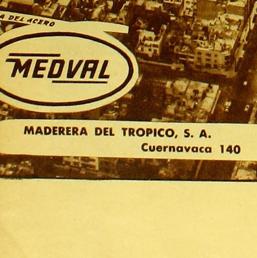 A DEL ACERO
MEDVAL
MADERERA DEL TROPICO, S. A.
Cuernavaca 140